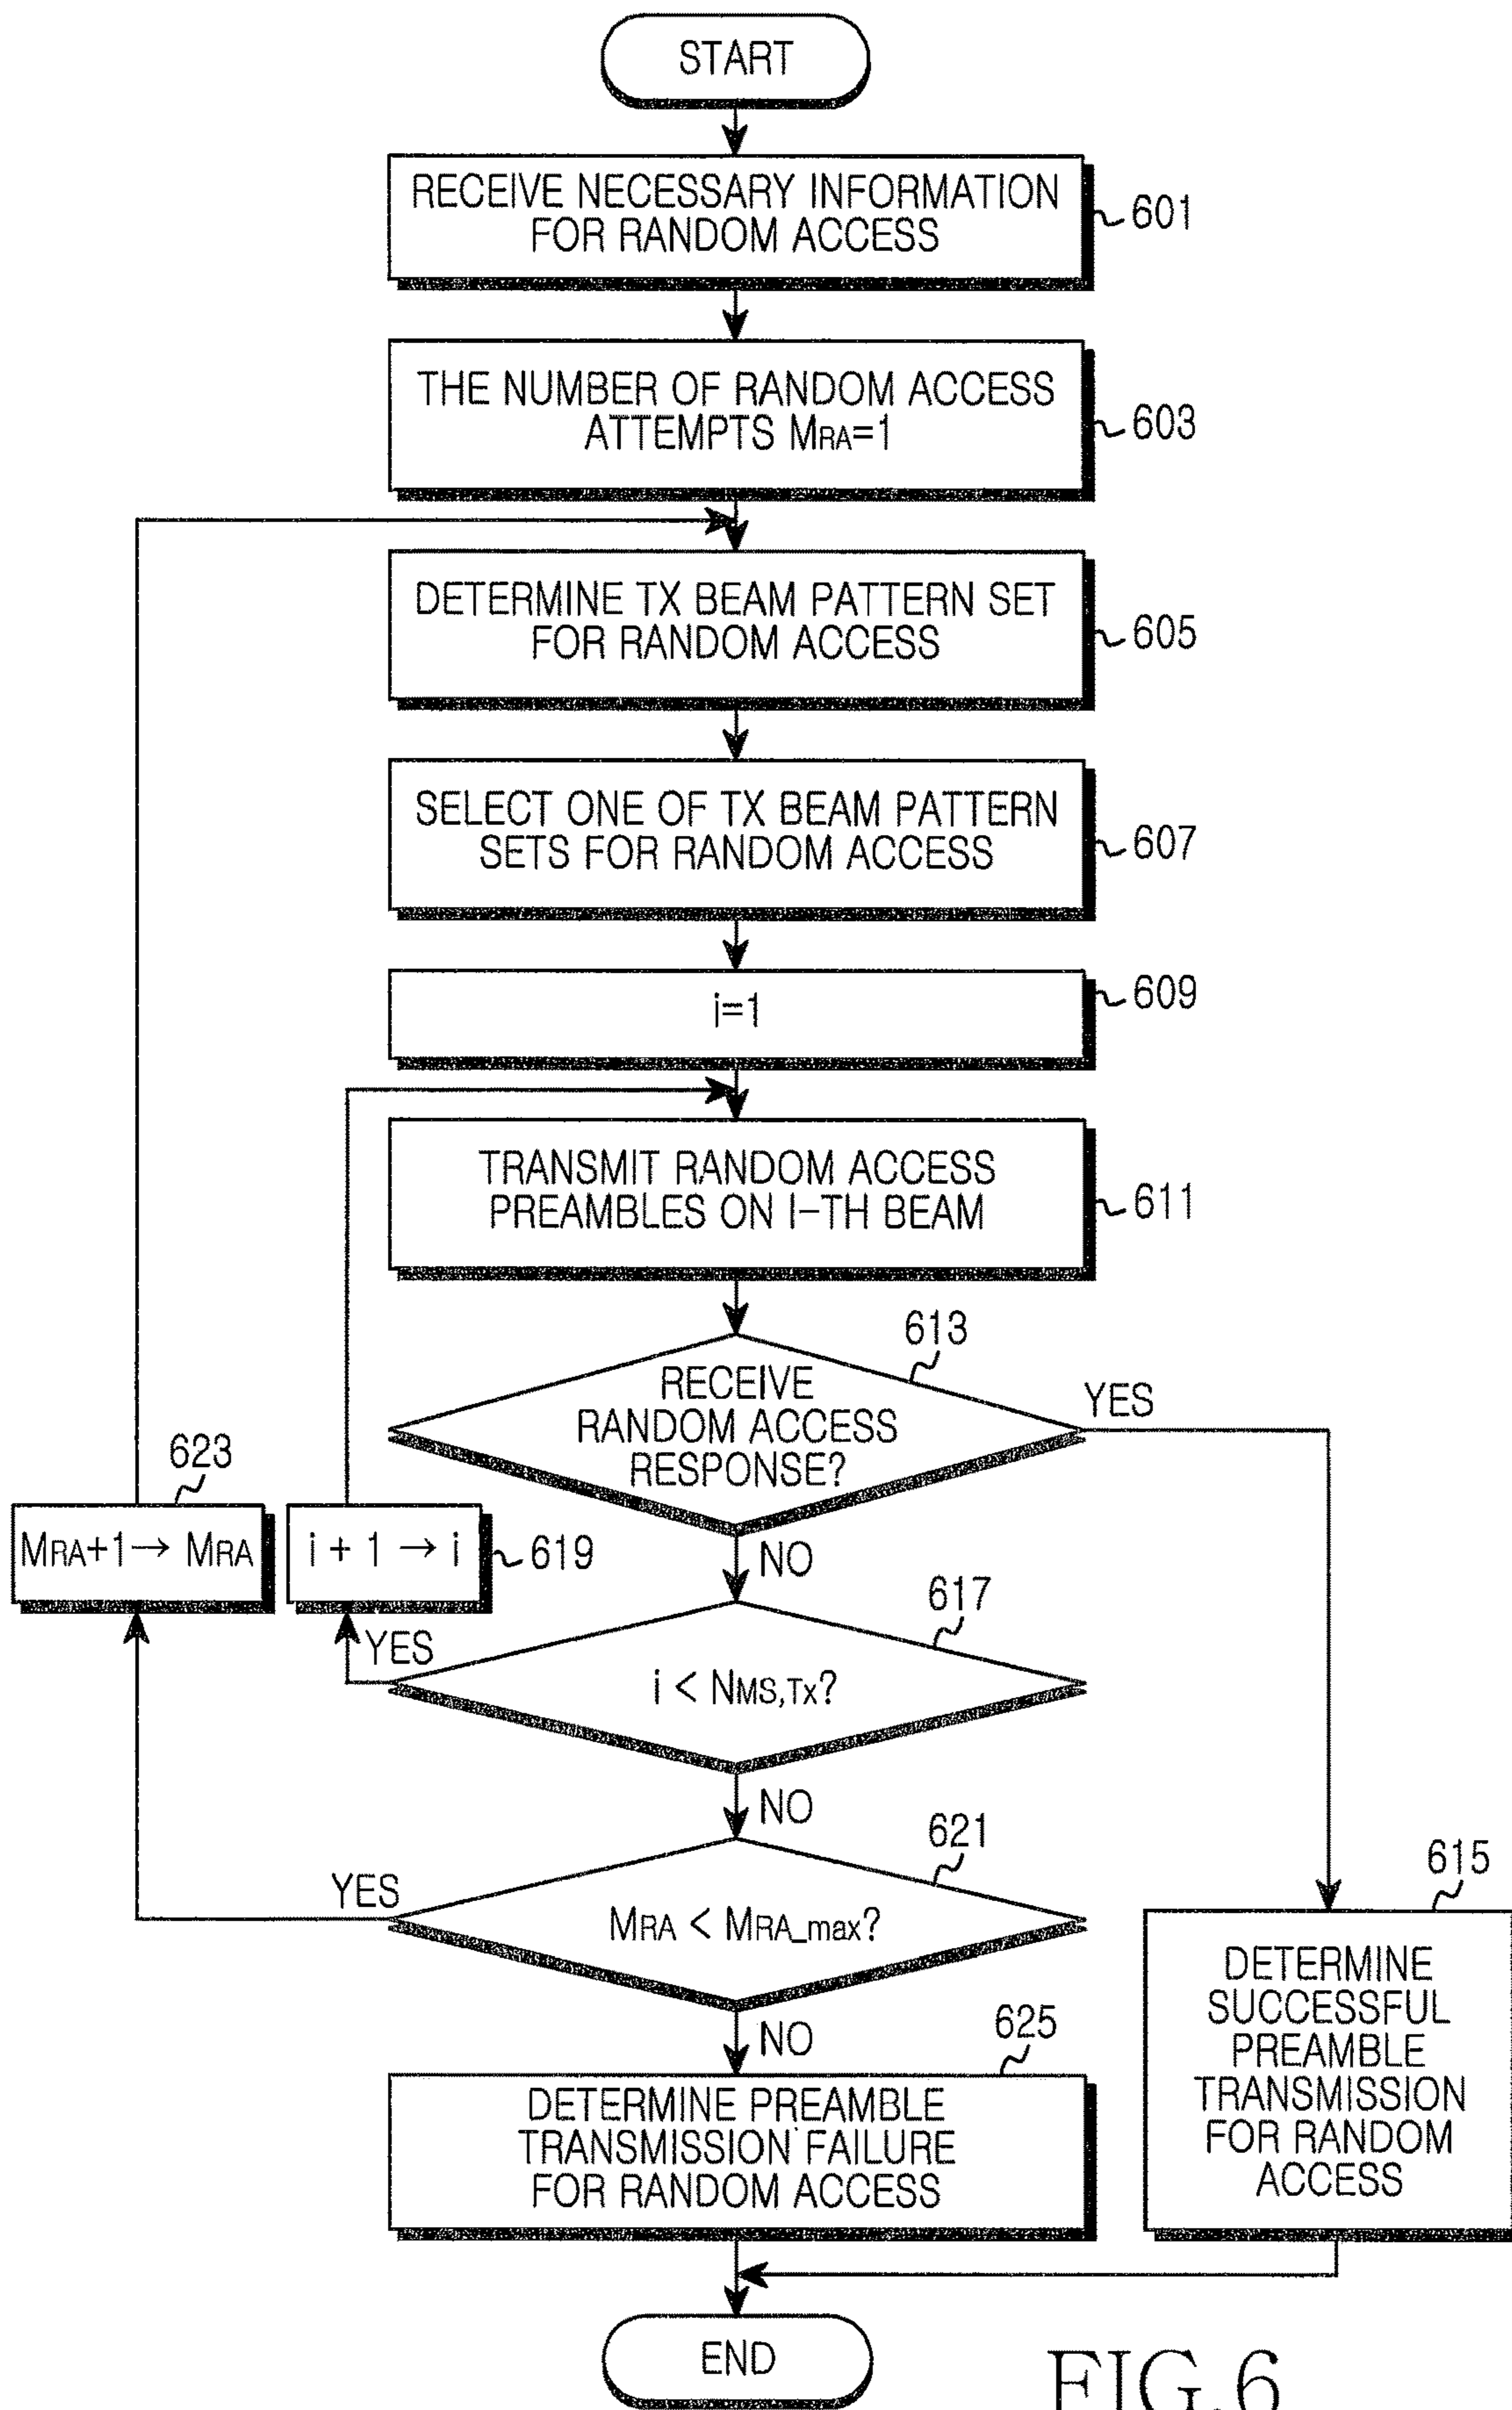 START
RECEIVE NECESSARY INFORMATION
FOR RANDOM ACCESS
601
THE NUMBER OF RANDOM ACCESS
ATTEMPTS MRA=1
603
DETERMINE TX BEAM PATTERN SET
FOR RANDOM ACCESS
605
SELECT ONE OF TX BEAM PATTERN
SETS FOR RANDOM ACCESS
607
i=1
609
TRANSMIT RANDOM ACCESS
PREAMBLES ON I-TH BEAM
611
613
RECEIVE
RANDOM ACCESS
RESPONSE?
YES
NO
623
MRA+1→ MRA
i + 1 → i
619
617
YES
i < NMS,Tx?
NO
621
YES
MRA < MRA_max?
NO
615
DETERMINE
SUCCESSFUL
PREAMBLE
TRANSMISSION
FOR RANDOM
ACCESS
625
DETERMINE PREAMBLE
TRANSMISSION FAILURE
FOR RANDOM ACCESS
END
FIG.6